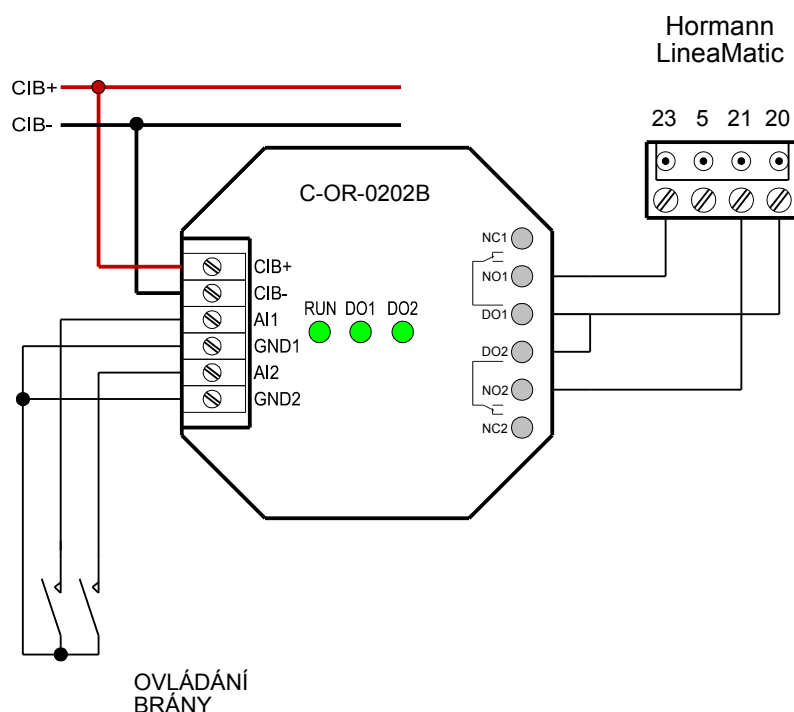 Hormann
LineaMatic
CIB+
CIB-
23 5 21 20
C-OR-0202B
NC1
NO1
DO1
DO2
NO2
NC2
CIB+
CIB-
AI1
GND1
AI2
GND2
RUN DO1 DO2
OVLÁDÁNÍ
BRÁNY